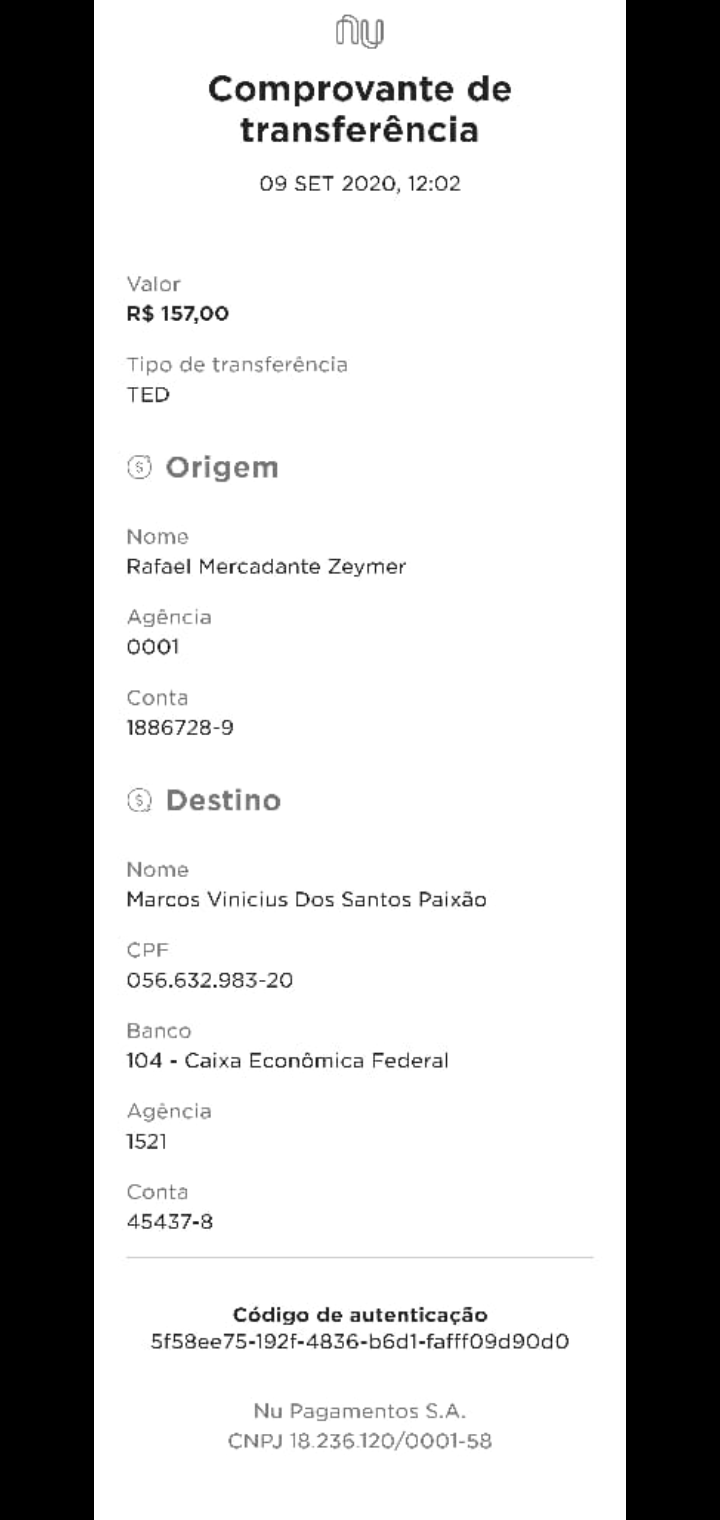 nu
Comprovante de
transferência
09 SET 2020, 12:02
Valor
R$ 157,00
Tipo de transferência
TED
Origem
Nome
Rafael Mercadante Zeymer
Agência
0001
Conta
1886728-9
Destino
Nome
Marcos Vinicius Dos Santos Paixão
CPF
056.632.983-20
Banco
104 - Caixa Econômica Federal
Agência
1521
Conta
45437-8
Código de autenticação
5f58ee75-192f-4836-b6d1-fafff09d90d0
Nu Pagamentos S.A.
CNPJ 18.236.120/0001-58